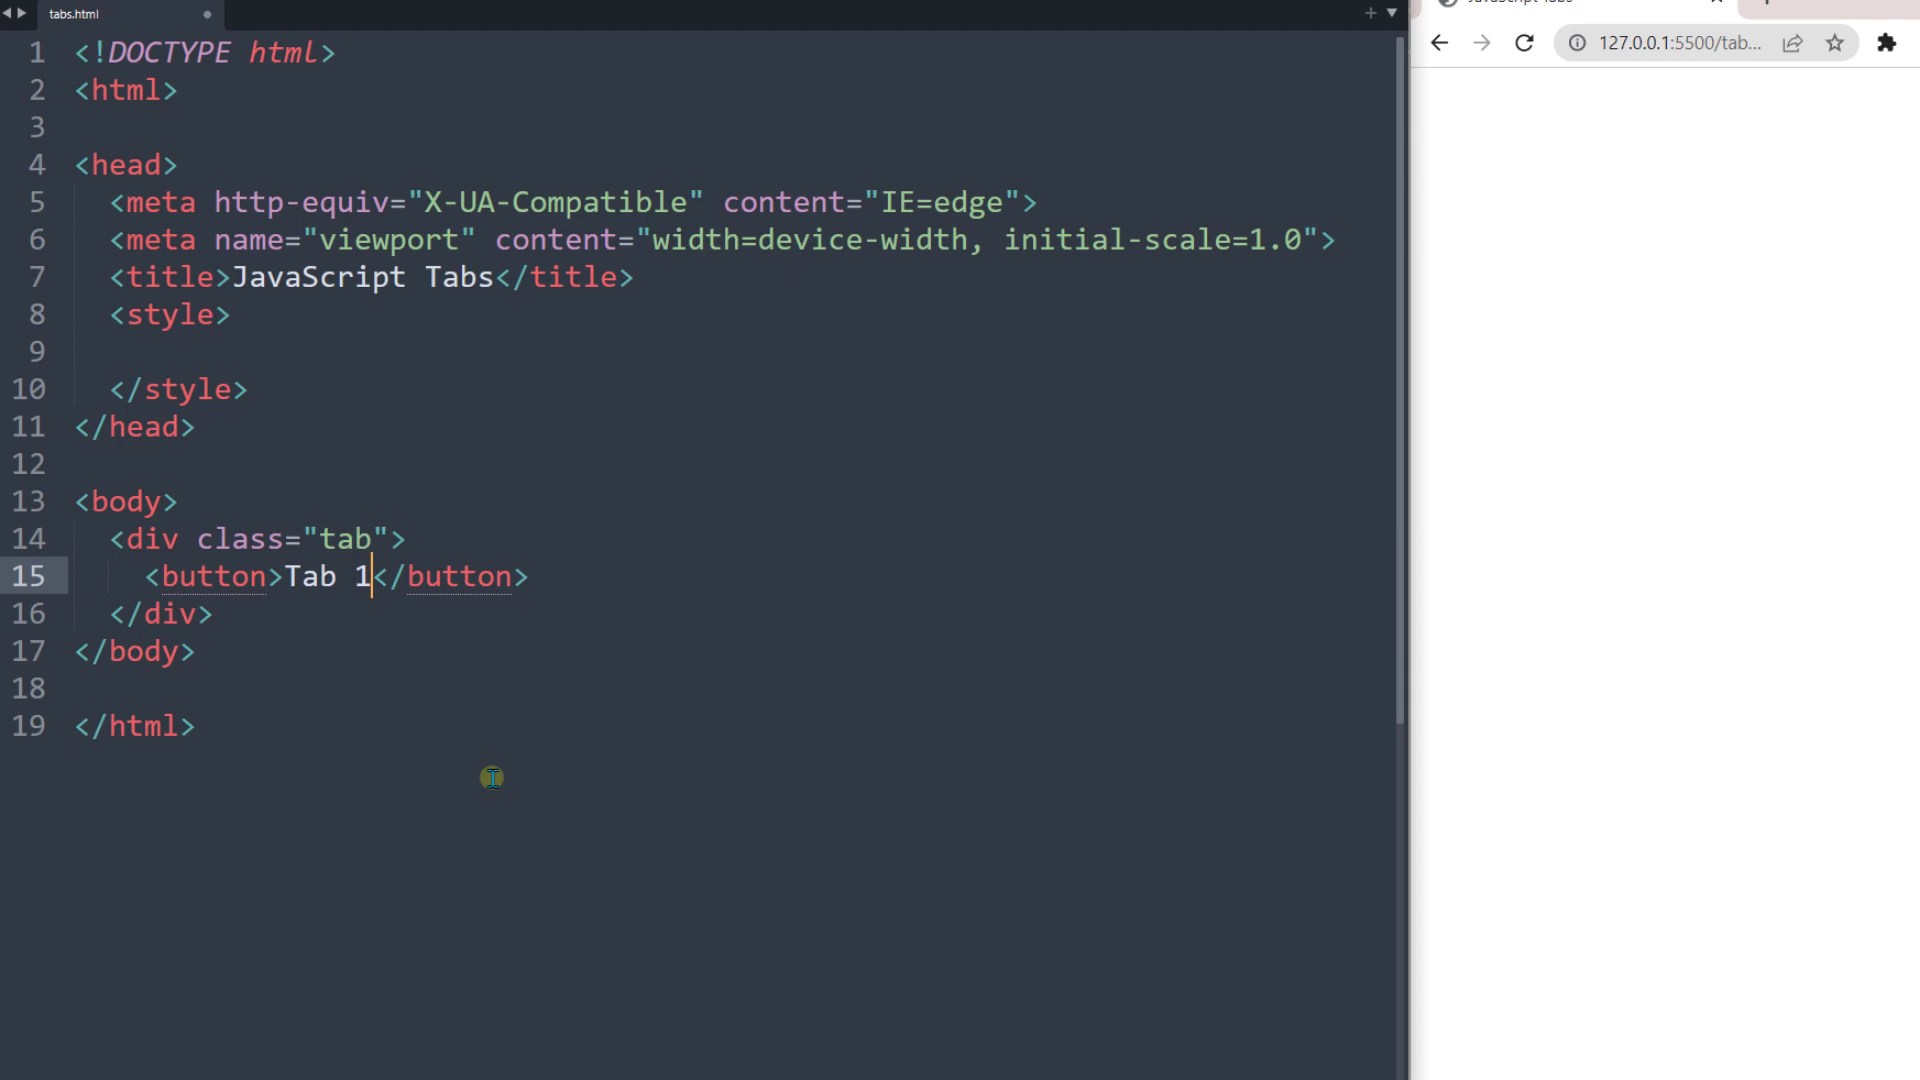 tabs.html
JavaScript Tabs
127.0.0.1:5500/tab...
1 <!DOCTYPE html>
2 <html>
3
4 <head>
5 <meta http-equiv="X-UA-Compatible" content="IE=edge">
6 <meta name="viewport" content="width=device-width, initial-scale=1.0">
7 <title>JavaScript Tabs</title>
8 <style>
9
10 </style>
11 </head>
12
13 <body>
14 <div class="tab">
15 <button>Tab 1</button>
16 </div>
17 </body>
18
19 </html>